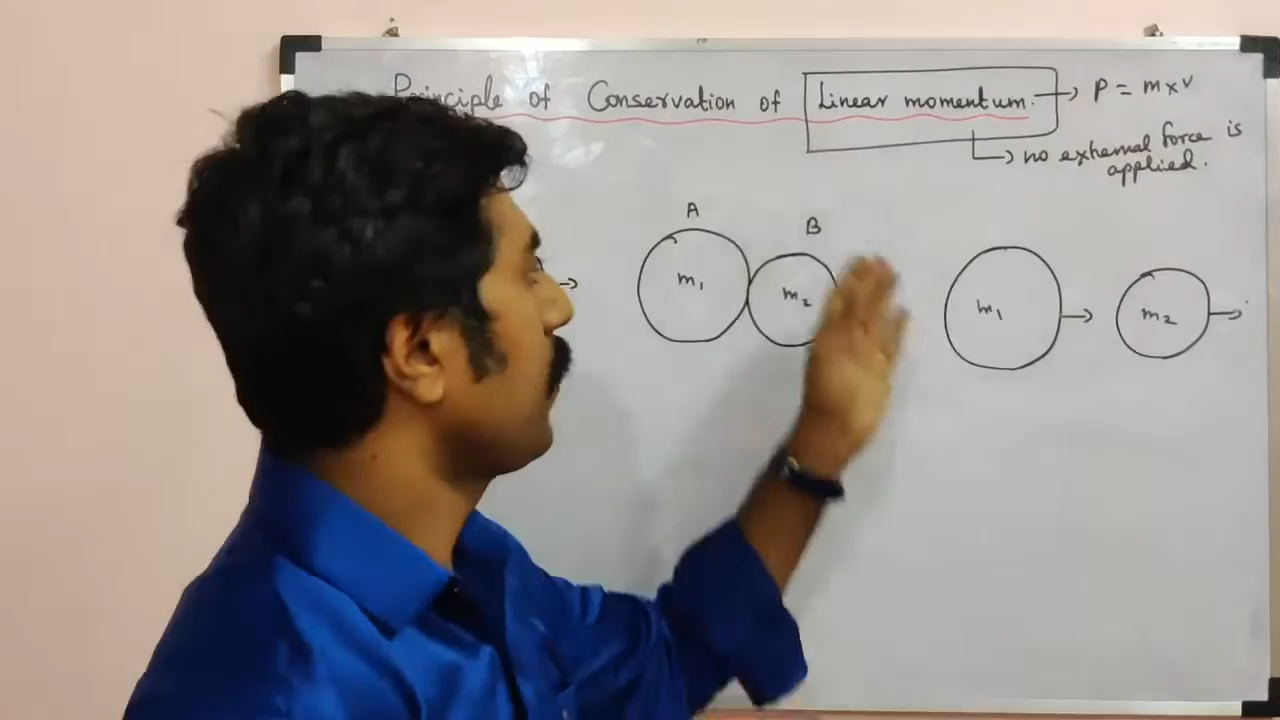 Principle of Conservation of Linear momentum. → P = m×v
→ no external force is
applied.
A
B
m₁
m₂
m₁
m₂